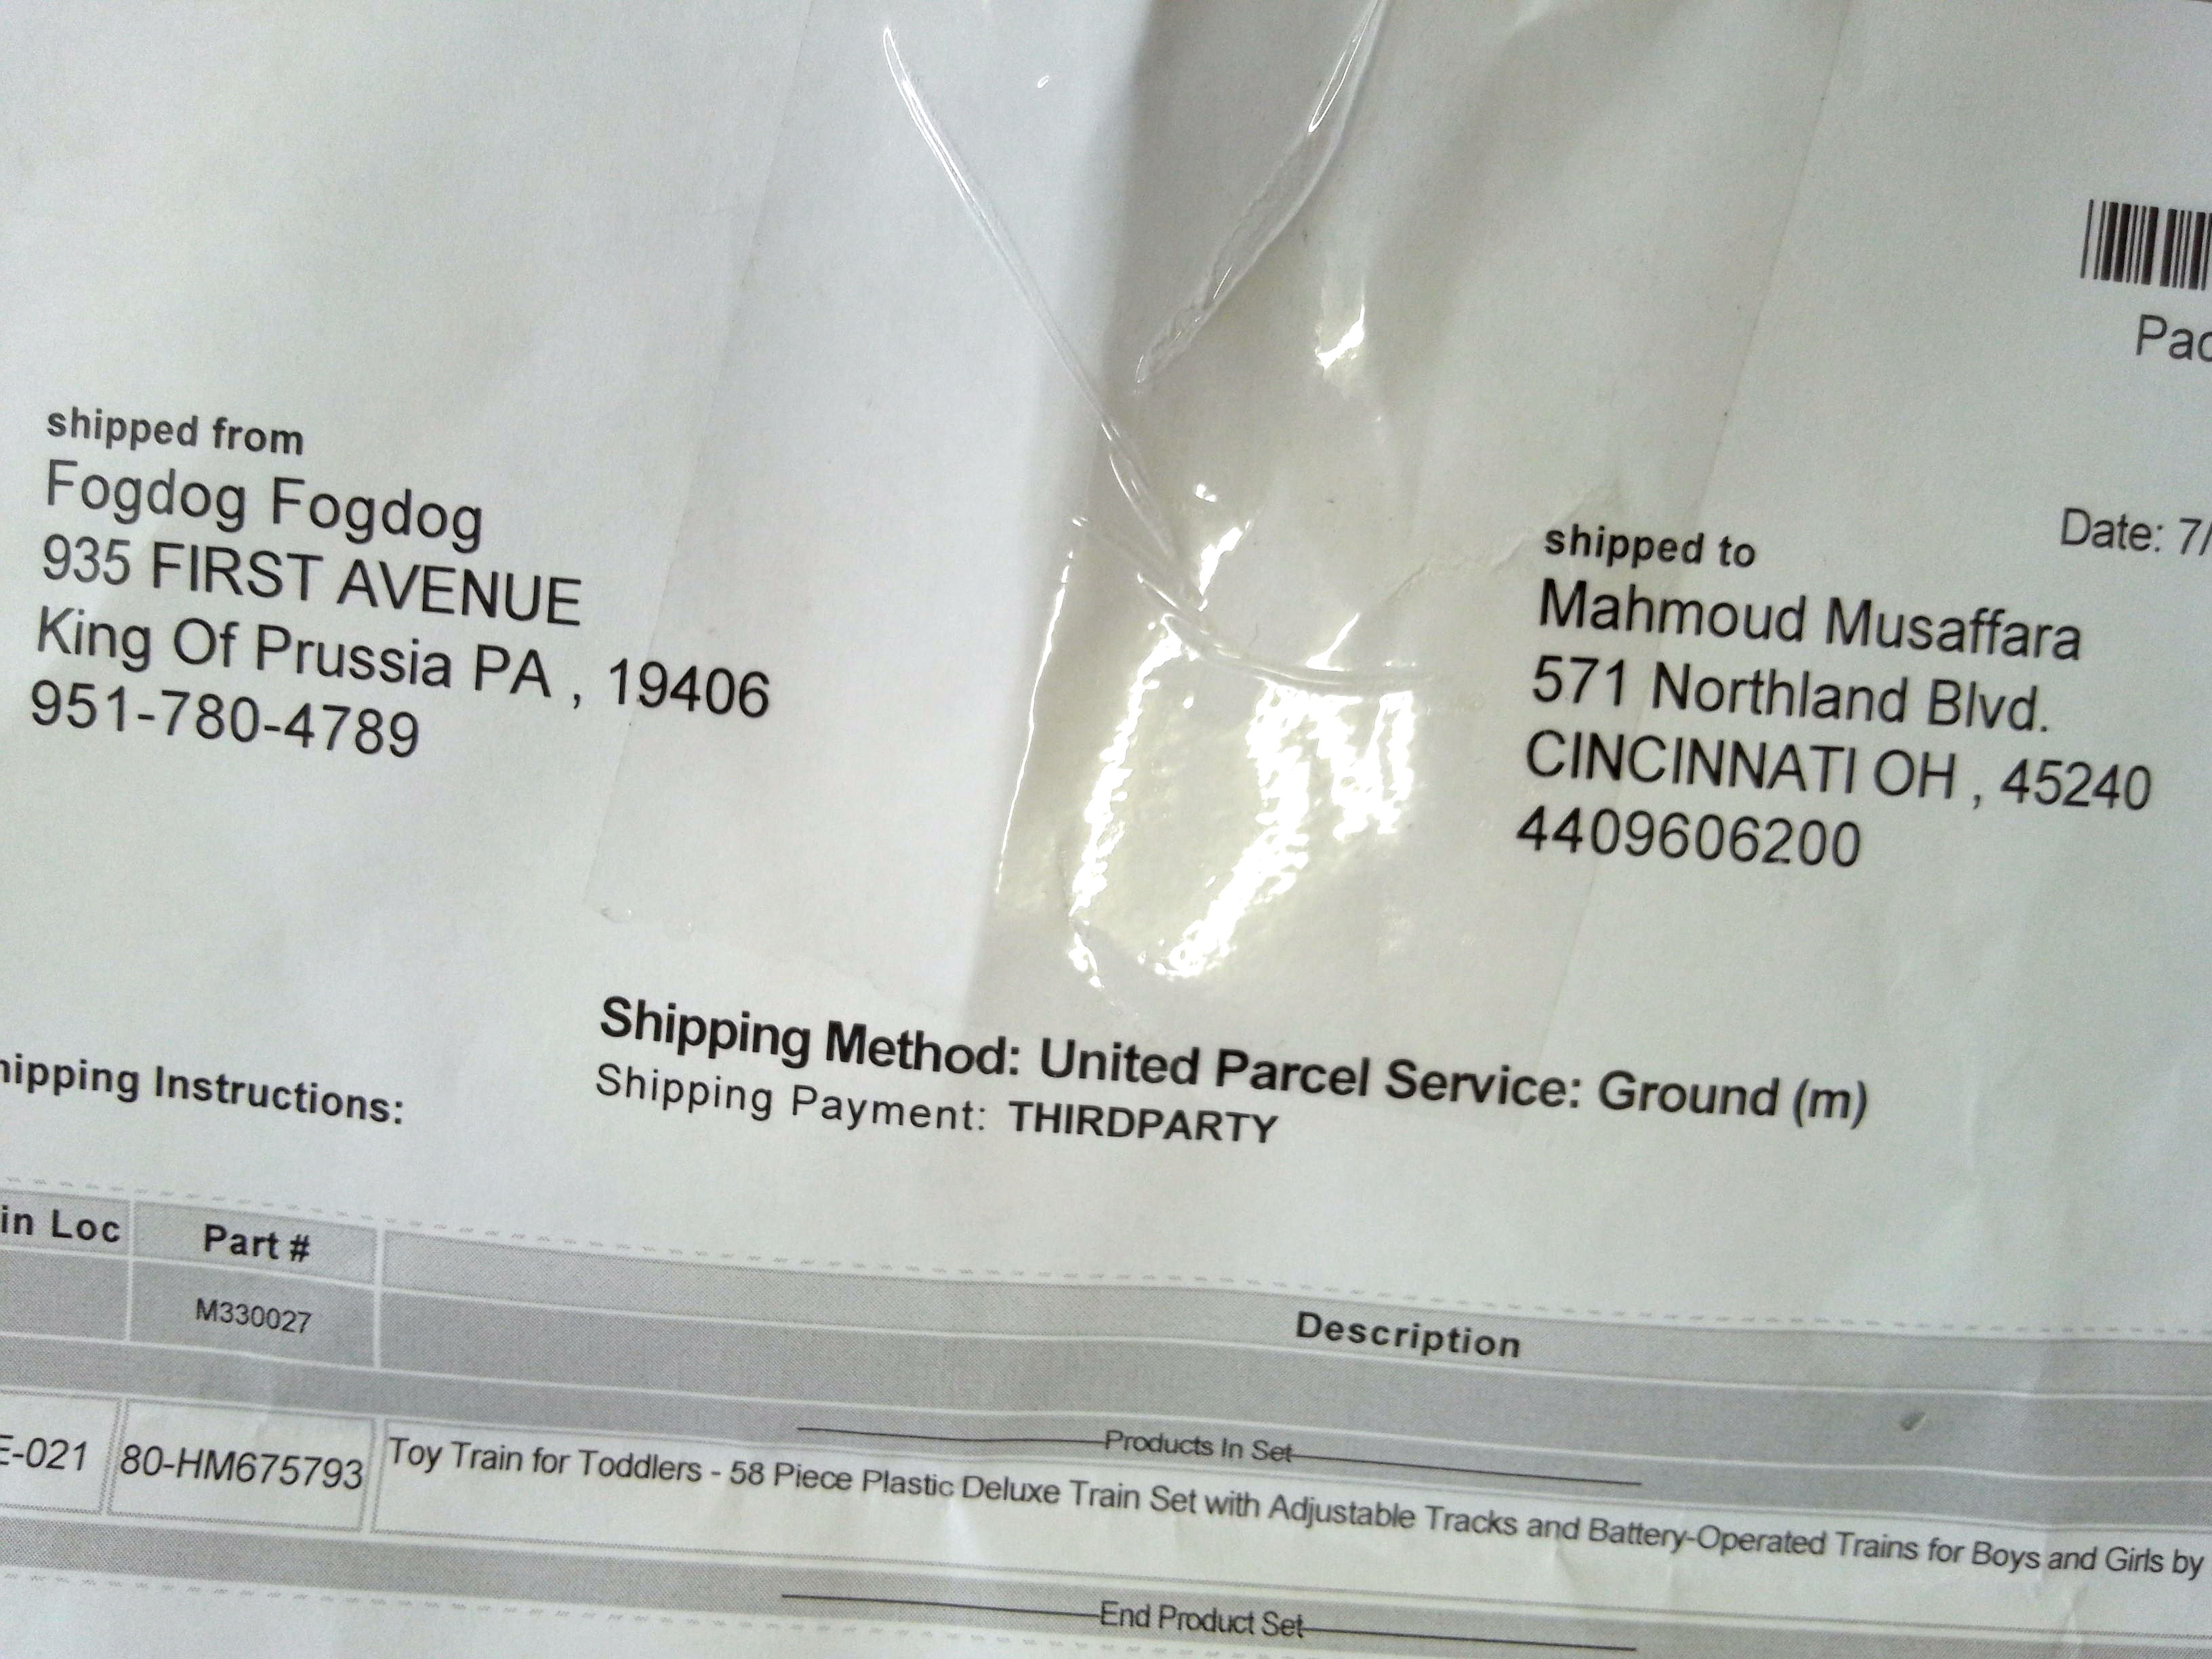 Pac
Date: 7/
shipped from
Fogdog Fogdog
935 FIRST AVENUE
King Of Prussia PA , 19406
951-780-4789
shipped to
Mahmoud Musaffara
571 Northland Blvd.
CINCINNATI OH , 45240
4409606200
hipping Instructions:
Shipping Method: United Parcel Service: Ground (m)
Shipping Payment: THIRDPARTY
in Loc Part # Description
M330027
Products In Set
E-021 80-HM675793 Toy Train for Toddlers - 58 Piece Plastic Deluxe Train Set with Adjustable Tracks and Battery-Operated Trains for Boys and Girls by
End Product Set